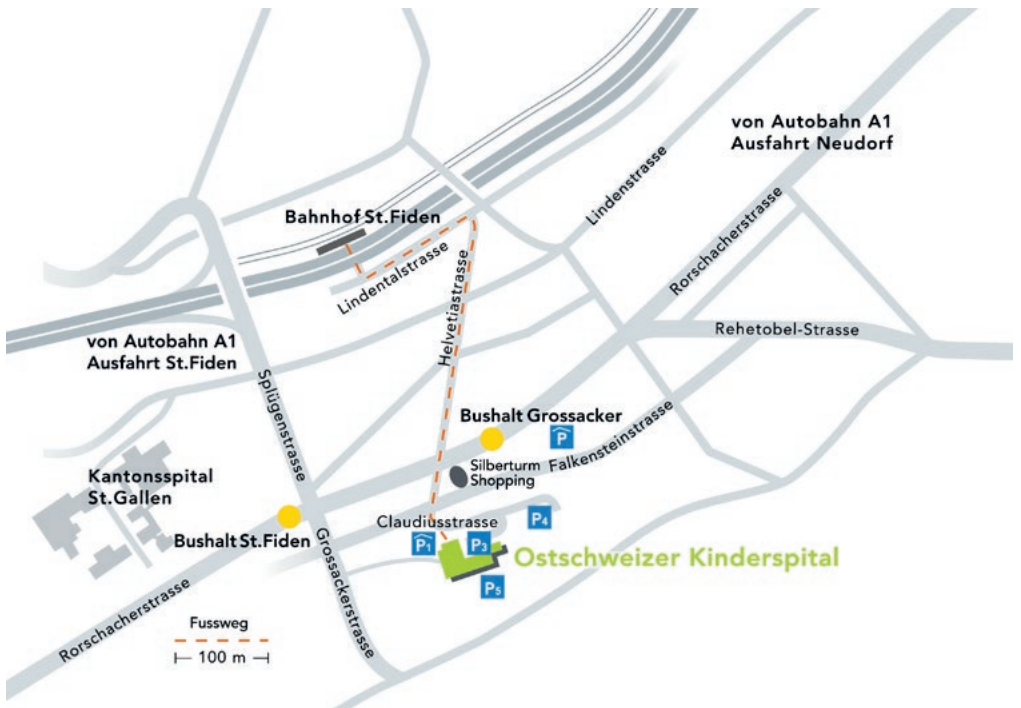 von Autobahn A1
Ausfahrt Neudorf
Lindenstrasse
Bahnhof St.Fiden
Lindentalstrasse
Rorschacherstrasse
Helvetiastrasse
Rehetobel-Strasse
von Autobahn A1
Ausfahrt St.Fiden
Splügenstrasse
Bushalt Grossacker
P
Falkensteinstrasse
Silberturm
Shopping
Kantonsspital
St.Gallen
Bushalt St.Fiden
Claudiusstrasse
P4
P1
P3
Ostschweizer Kinderspital
P5
Grossackerstrasse
Rorschacherstrasse
Fussweg
100 m